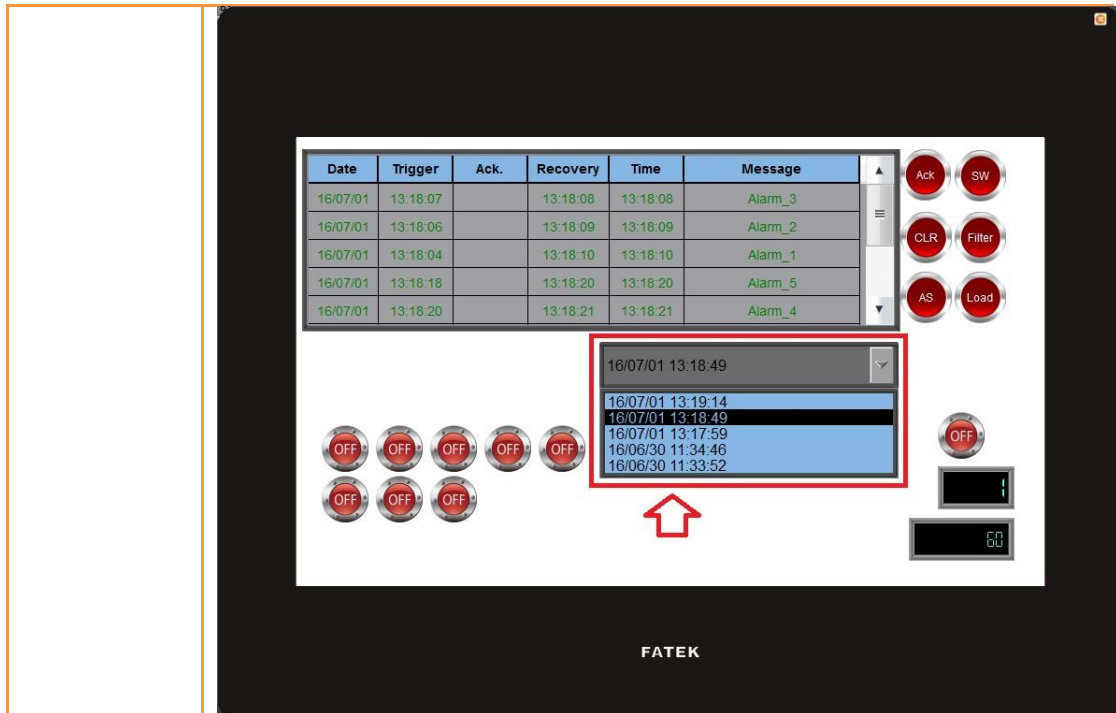 Date Trigger Ack. Recovery Time Message
16/07/01 13:18:07 13:18:08 13:18:08 Alarm_3
16/07/01 13:18:06 13:18:09 13:18:09 Alarm_2
16/07/01 13:18:04 13:18:10 13:18:10 Alarm_1
16/07/01 13:18:18 13:18:20 13:18:20 Alarm_5
16/07/01 13:18:20 13:18:21 13:18:21 Alarm_4
Ack SW
CLR Filter
AS Load
16/07/01 13:18:49
16/07/01 13:19:14
16/07/01 13:18:49
16/07/01 13:17:59
16/06/30 11:34:46
16/06/30 11:33:52
OFF OFF OFF OFF OFF
OFF OFF OFF
OFF
1
60
FATEK